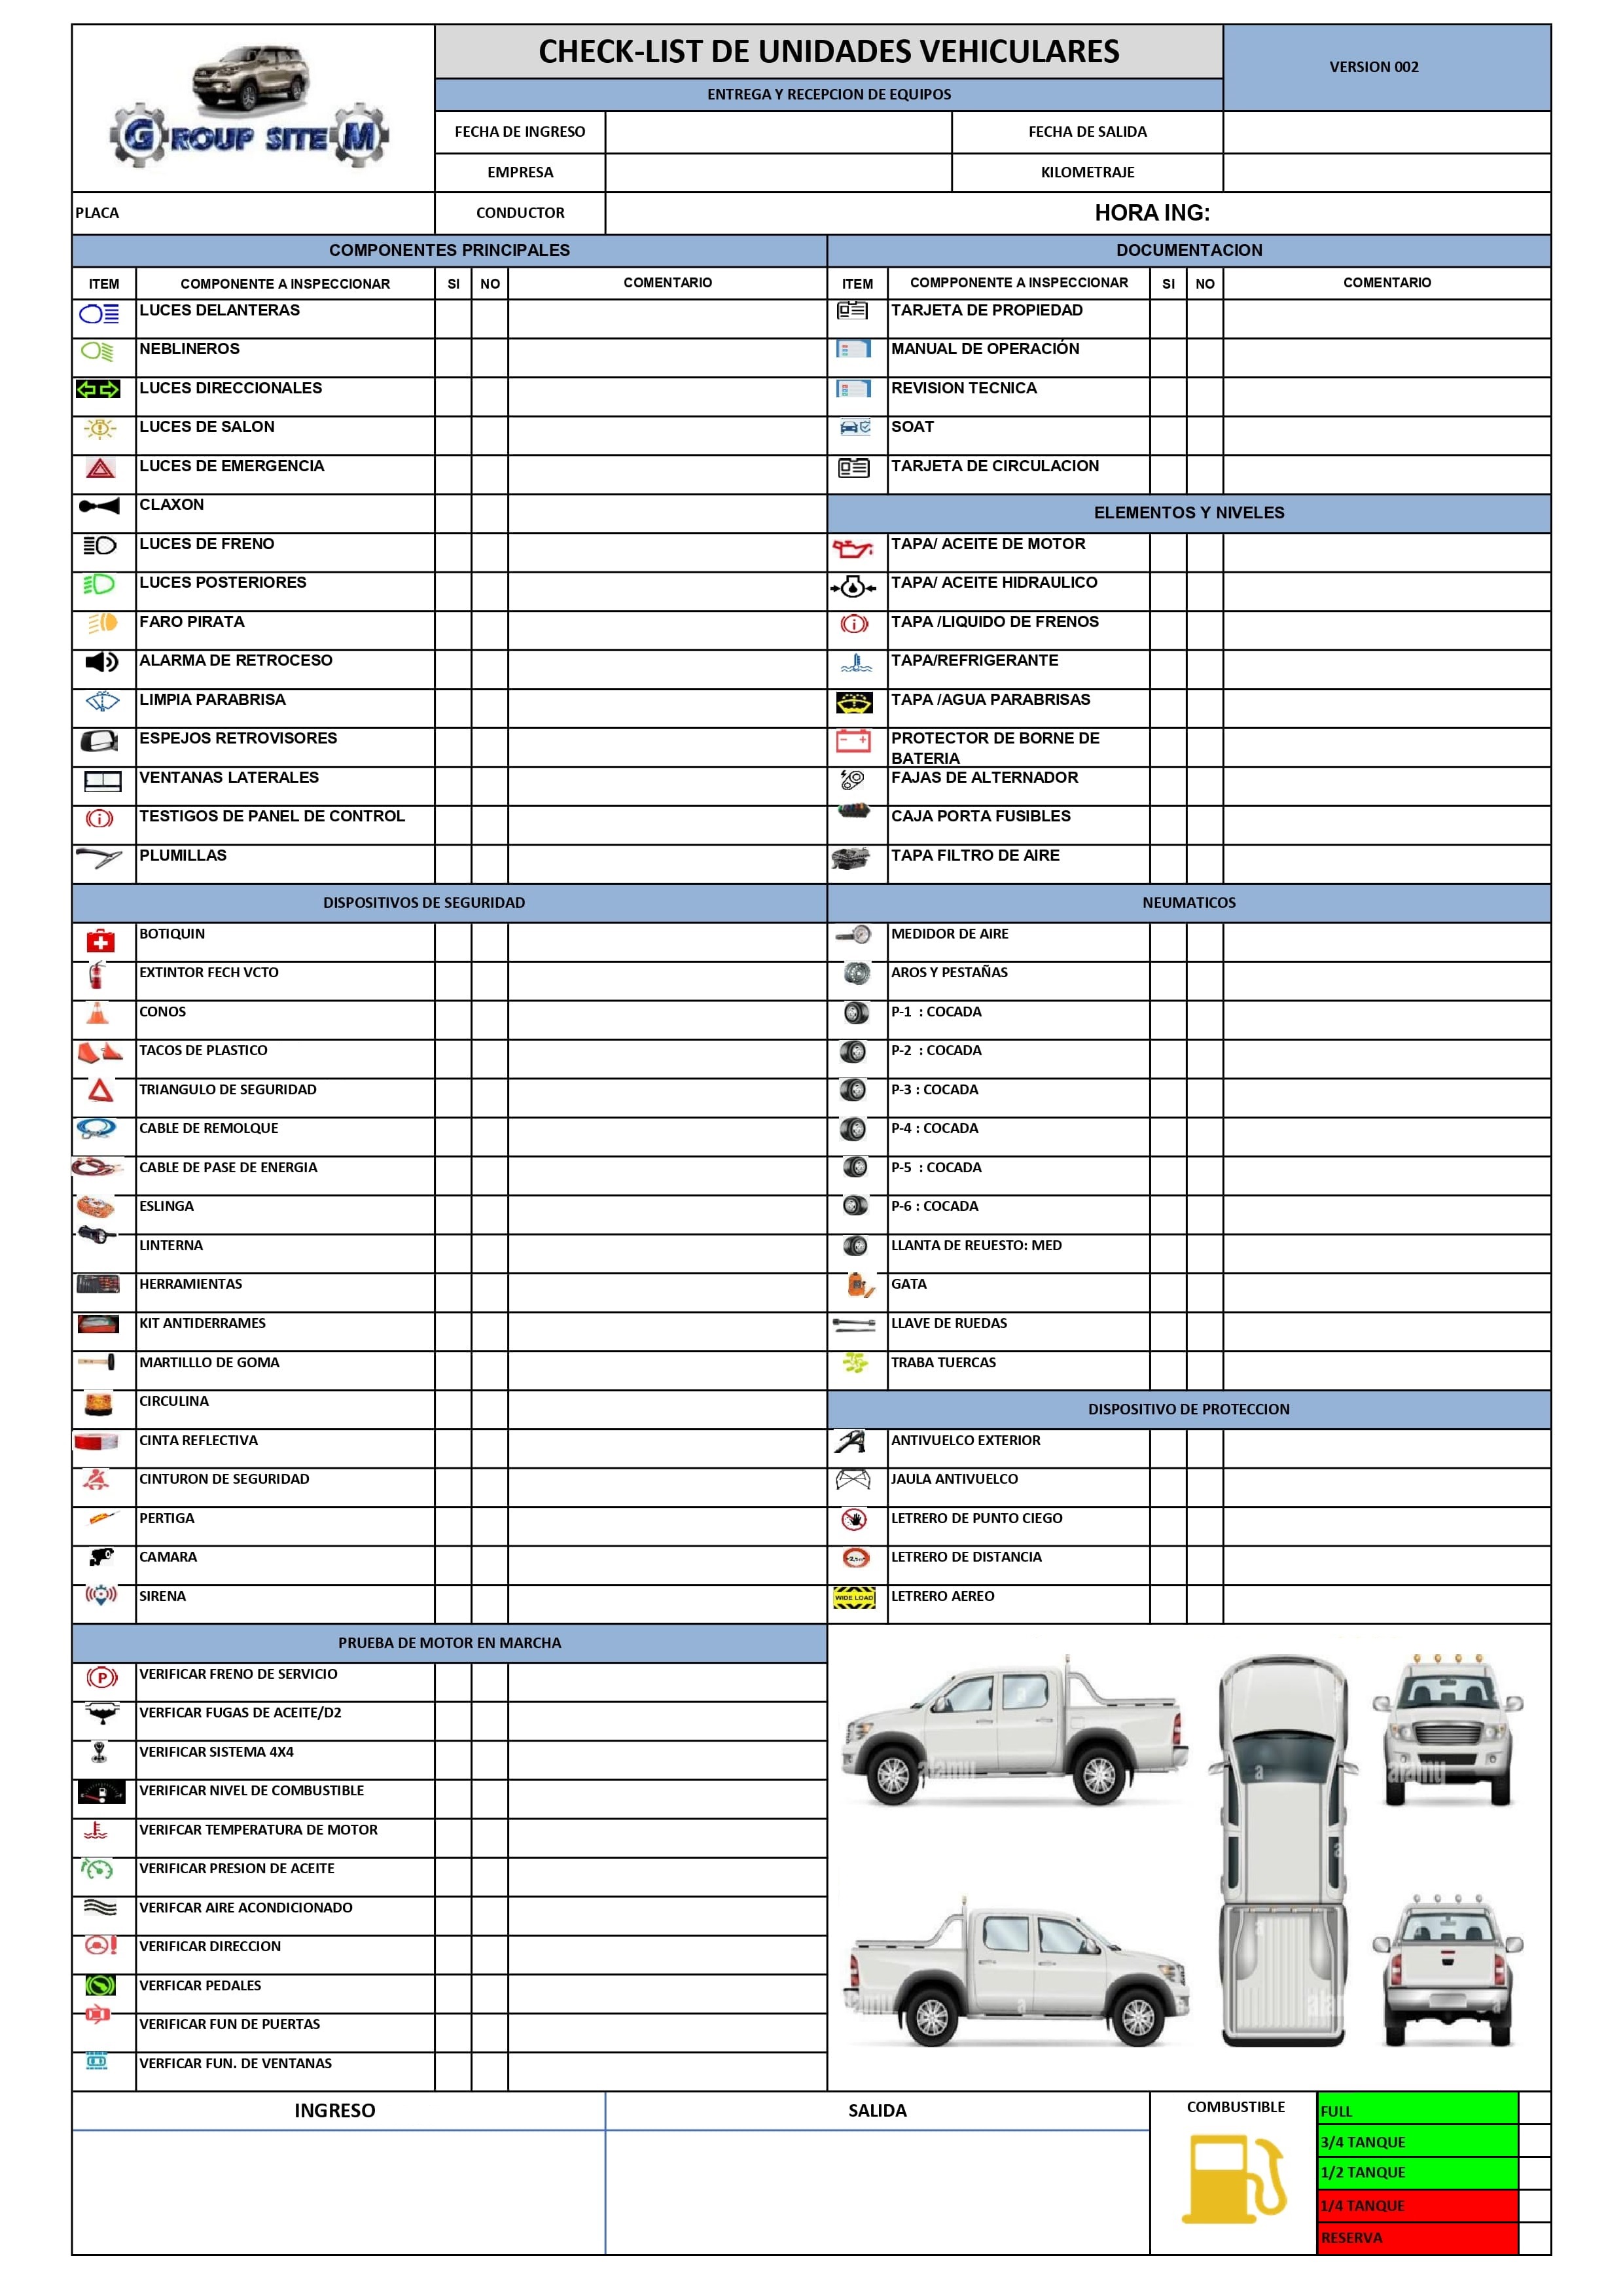 CHECK-LIST DE UNIDADES VEHICULARES
VERSION 002
ENTREGA Y RECEPCION DE EQUIPOS
GROUP SITE M
FECHA DE INGRESO
FECHA DE SALIDA
EMPRESA
KILOMETRAJE
PLACA
CONDUCTOR
HORA ING:
COMPONENTES PRINCIPALES
ITEM COMPONENTE A INSPECCIONAR SI NO COMENTARIO
LUCES DELANTERAS
NEBLINEROS
LUCES DIRECCIONALES
LUCES DE SALON
LUCES DE EMERGENCIA
CLAXON
LUCES DE FRENO
LUCES POSTERIORES
FARO PIRATA
ALARMA DE RETROCESO
LIMPIA PARABRISA
ESPEJOS RETROVISORES
VENTANAS LATERALES
TESTIGOS DE PANEL DE CONTROL
PLUMILLAS
DOCUMENTACION
ITEM COMPPONENTE A INSPECCIONAR SI NO COMENTARIO
TARJETA DE PROPIEDAD
MANUAL DE OPERACIÓN
REVISION TECNICA
SOAT
TARJETA DE CIRCULACION
ELEMENTOS Y NIVELES
TAPA/ ACEITE DE MOTOR
TAPA/ ACEITE HIDRAULICO
TAPA /LIQUIDO DE FRENOS
TAPA/REFRIGERANTE
TAPA /AGUA PARABRISAS
PROTECTOR DE BORNE DE
BATERIA
FAJAS DE ALTERNADOR
CAJA PORTA FUSIBLES
TAPA FILTRO DE AIRE
DISPOSITIVOS DE SEGURIDAD
BOTIQUIN
EXTINTOR FECH VCTO
CONOS
TACOS DE PLASTICO
TRIANGULO DE SEGURIDAD
CABLE DE REMOLQUE
CABLE DE PASE DE ENERGIA
ESLINGA
LINTERNA
HERRAMIENTAS
KIT ANTIDERRAMES
MARTILLLO DE GOMA
CIRCULINA
CINTA REFLECTIVA
CINTURON DE SEGURIDAD
PERTIGA
CAMARA
SIRENA
NEUMATICOS
MEDIDOR DE AIRE
AROS Y PESTAÑAS
P-1 : COCADA
P-2 : COCADA
P-3 : COCADA
P-4 : COCADA
P-5 : COCADA
P-6 : COCADA
LLANTA DE REUESTO: MED
GATA
LLAVE DE RUEDAS
TRABA TUERCAS
DISPOSITIVO DE PROTECCION
ANTIVUELCO EXTERIOR
JAULA ANTIVUELCO
LETRERO DE PUNTO CIEGO
LETRERO DE DISTANCIA
WIDE LOAD
LETRERO AEREO
PRUEBA DE MOTOR EN MARCHA
VERIFICAR FRENO DE SERVICIO
VERFICAR FUGAS DE ACEITE/D2
VERIFICAR SISTEMA 4X4
VERIFICAR NIVEL DE COMBUSTIBLE
VERIFCAR TEMPERATURA DE MOTOR
VERIFICAR PRESION DE ACEITE
VERIFCAR AIRE ACONDICIONADO
VERIFICAR DIRECCION
VERFICAR PEDALES
VERIFICAR FUN DE PUERTAS
VERFICAR FUN. DE VENTANAS
a
alamy
a
alamy
a
alamy
a
alamy
a
INGRESO
SALIDA
COMBUSTIBLE
FULL
3/4 TANQUE
1/2 TANQUE
1/4 TANQUE
RESERVA